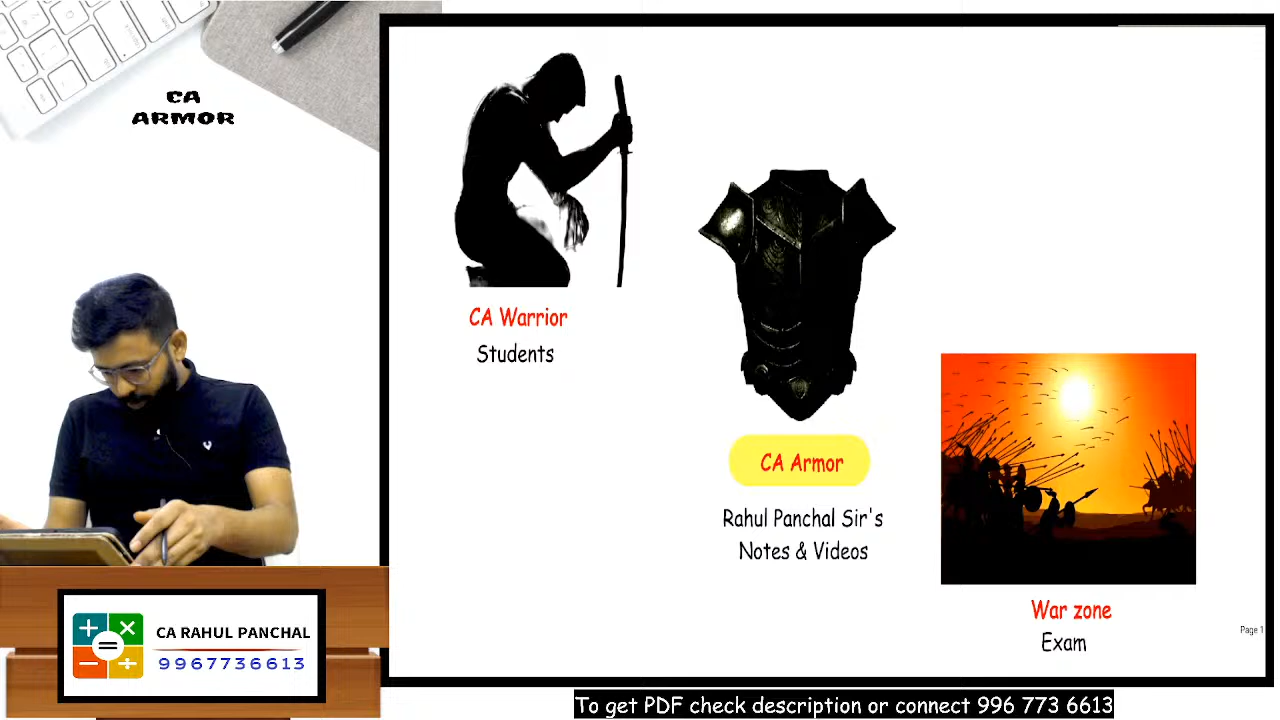 CA
ARMOR
CA Warrior
Students
CA Armor
Rahul Panchal Sir's
Notes & Videos
War zone
Exam
Page 1
CA RAHUL PANCHAL
9967736613
To get PDF check description or connect 996 773 6613